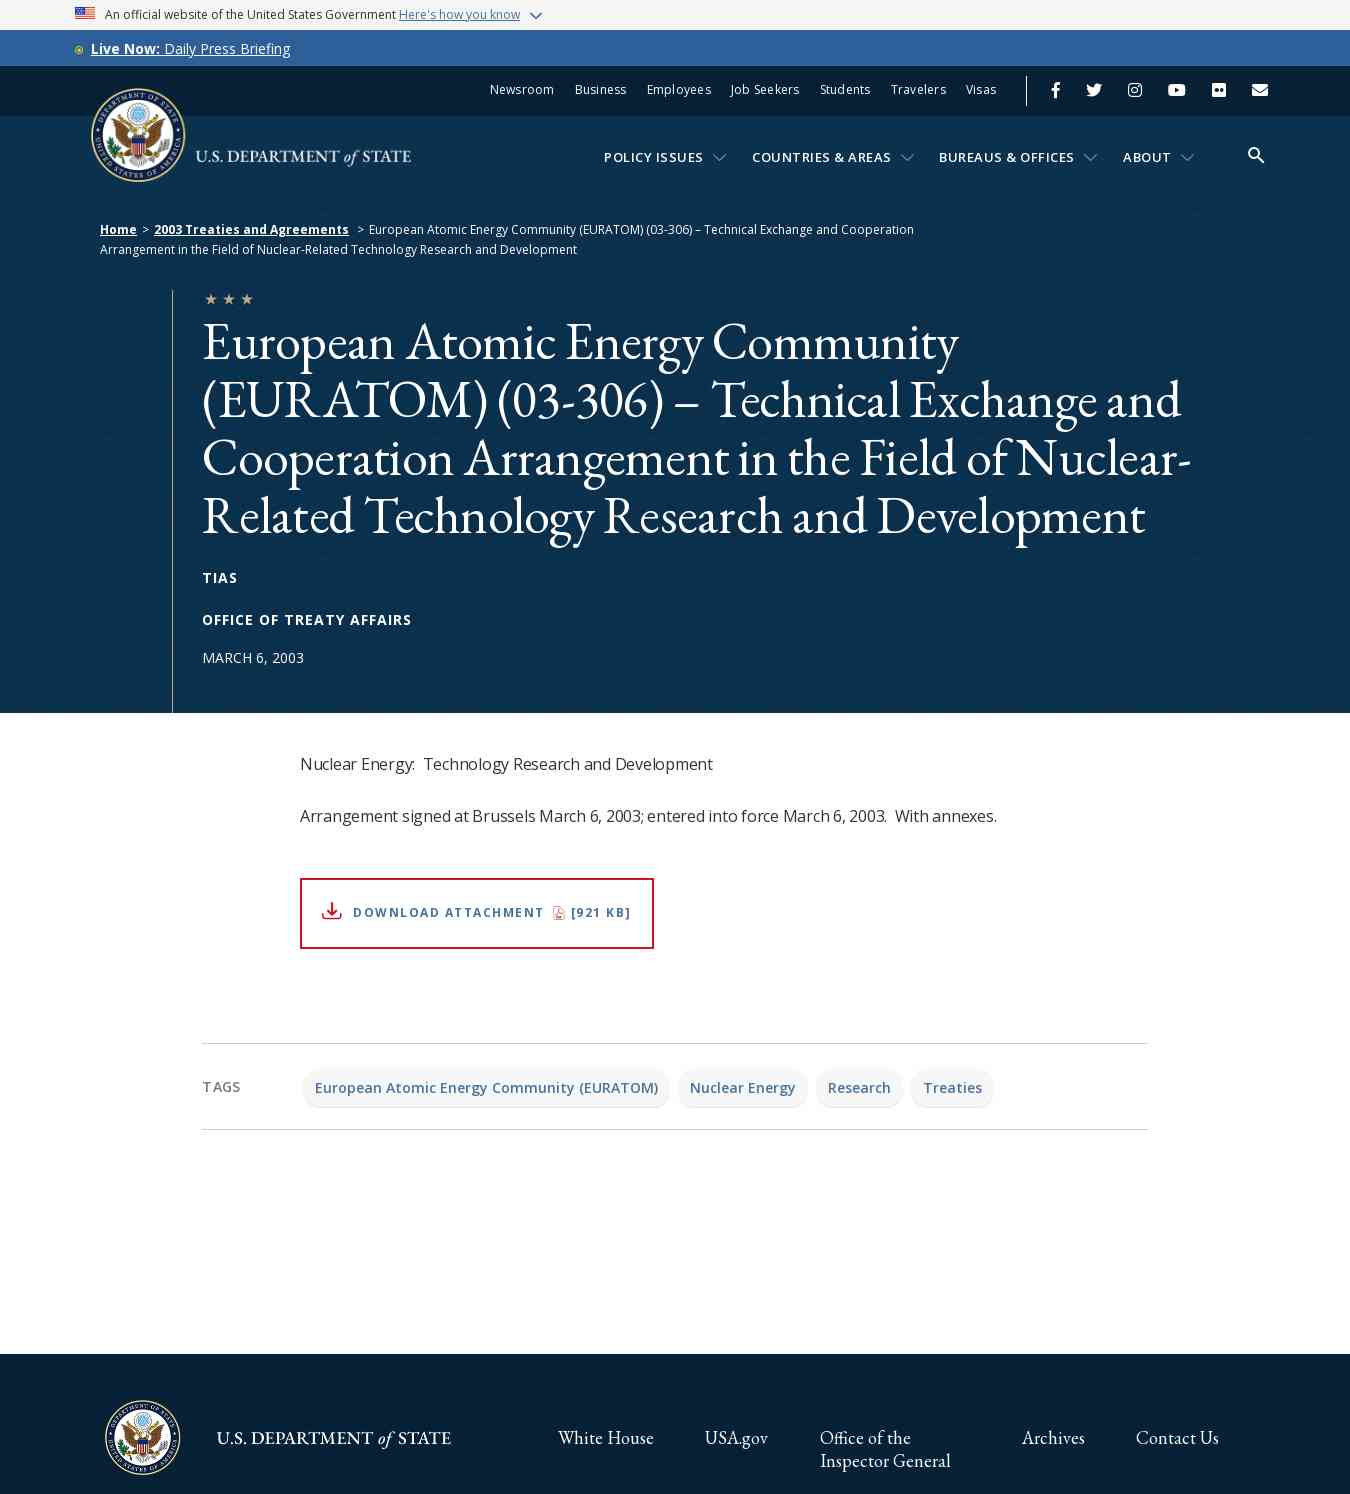 An official website of the United States Government Here's how you know
Live Now: Daily Press Briefing
Newsroom Business Employees Job Seekers Students Travelers Visas
U.S. DEPARTMENT of STATE
POLICY ISSUES COUNTRIES & AREAS BUREAUS & OFFICES ABOUT
Home > 2003 Treaties and Agreements > European Atomic Energy Community (EURATOM) (03-306) – Technical Exchange and Cooperation
Arrangement in the Field of Nuclear-Related Technology Research and Development
European Atomic Energy Community
(EURATOM) (03-306) – Technical Exchange and
Cooperation Arrangement in the Field of Nuclear-
Related Technology Research and Development
TIAS
OFFICE OF TREATY AFFAIRS
MARCH 6, 2003
Nuclear Energy:  Technology Research and Development
Arrangement signed at Brussels March 6, 2003; entered into force March 6, 2003.  With annexes.
DOWNLOAD ATTACHMENT [921 KB]
TAGS European Atomic Energy Community (EURATOM) Nuclear Energy Research Treaties
U.S. DEPARTMENT of STATE
White House USA.gov Office of the Archives Contact Us
Inspector General